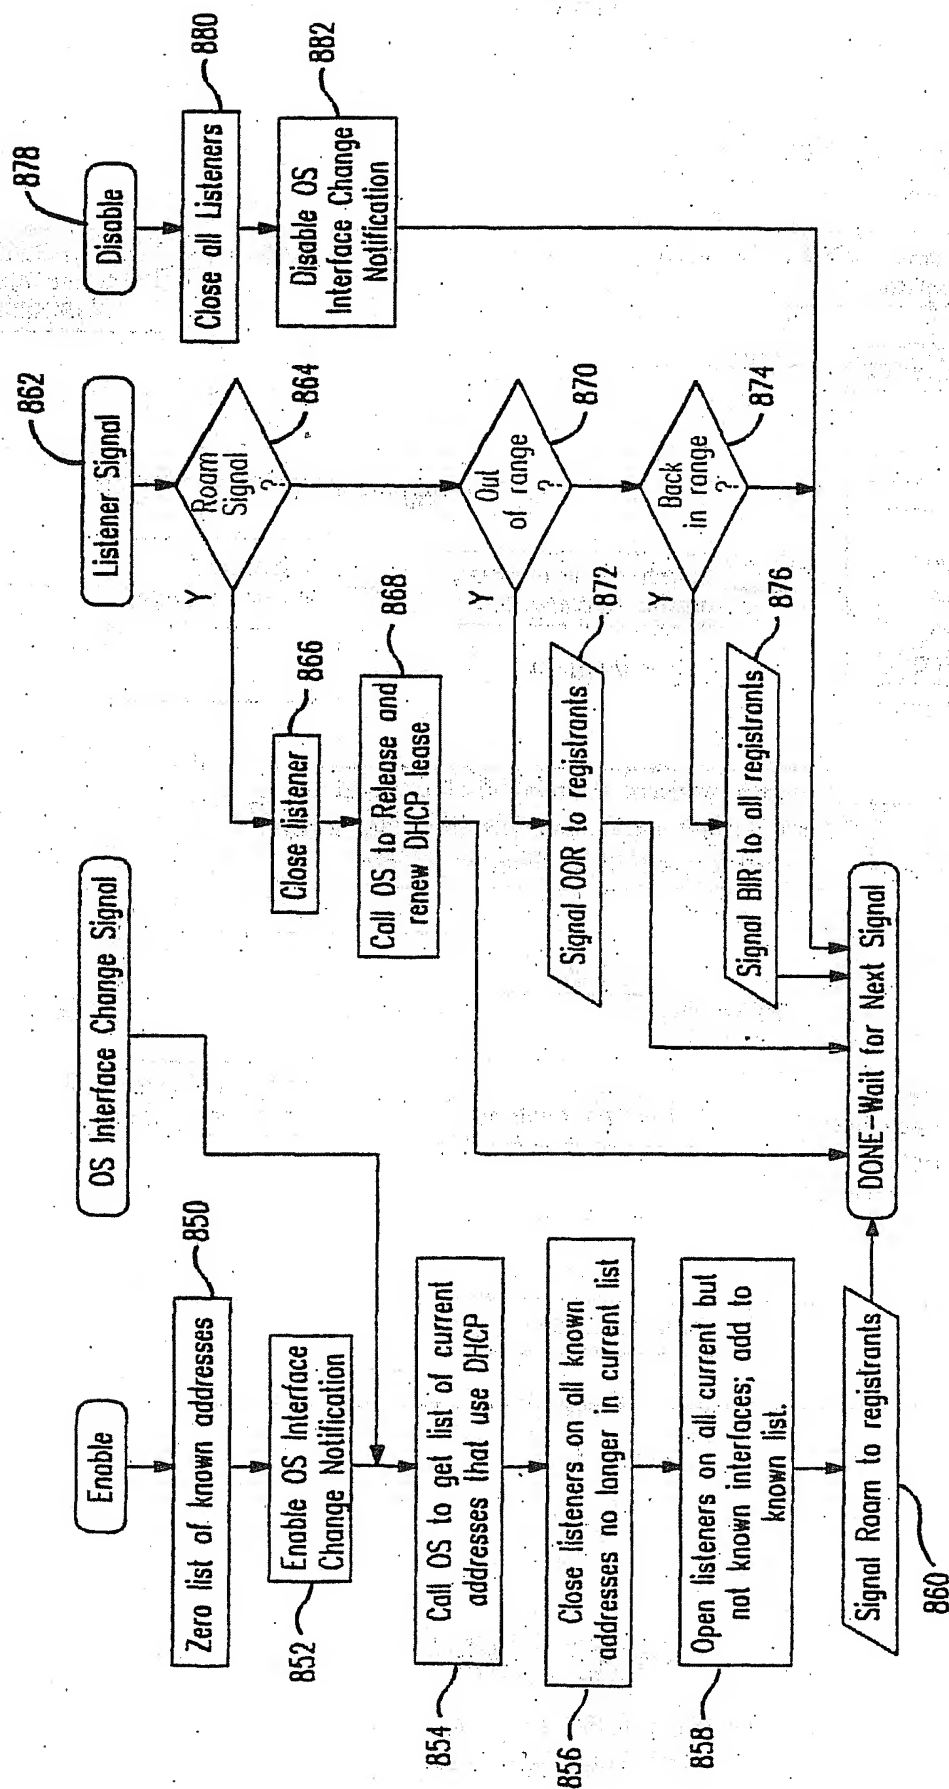 Enable
850
Zero list of known addresses
Enable OS Interface
Change Notification
852
OS Interface Change Signal
Call OS to get list of current
addresses that use DHCP
854
Close listeners on all known
addresses no longer in current list
856
Open listeners on all current but
not known interfaces; add to
known list.
858
Signal Roam to registrants
860
DONE-Wait for Next Signal
Listener Signal
862
Roam
Signal
?
864
Y
Close listener
866
Call OS to Release and
renew DHCP lease
868
Out
of range
?
870
Y
Signal OOR to registrants
872
Back
in range
?
874
Y
Signal BIR to all registrants
876
Disable
878
Close all Listeners
880
Disable OS
Interface Change
Notification
882